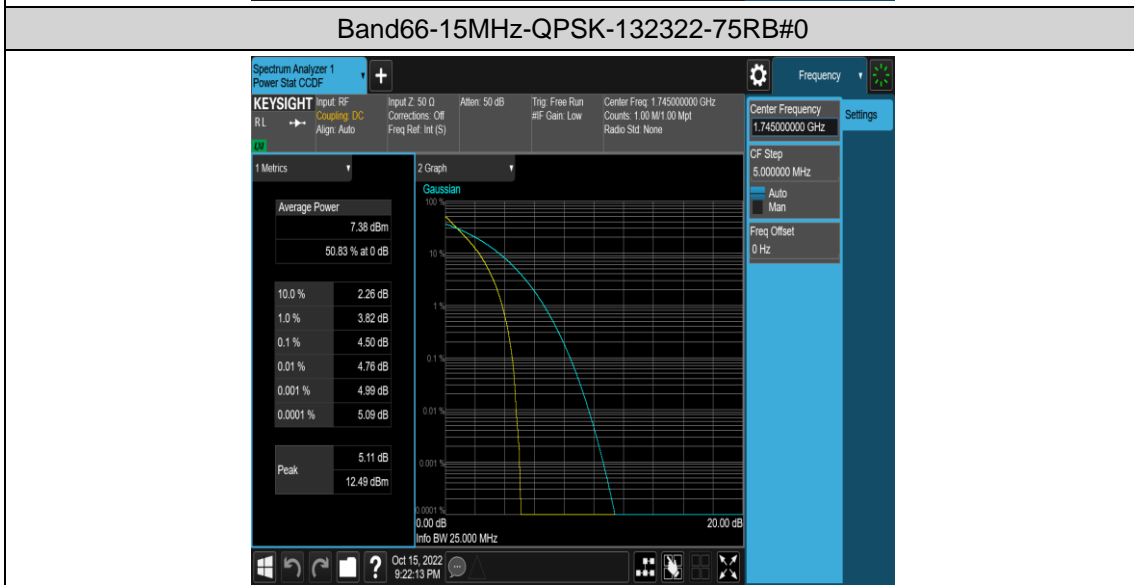 Band66-15MHz-QPSK-132322-75RB#0
Spectrum Analyzer 1
Power Stat CCDF
Frequency
KEYSIGHT
RL
Input: RF
Coupling: DC
Align: Auto
Input Z: 50 Ω
Corrections: Off
Freq Ref: Int (S)
Atten: 50 dB
Trig: Free Run
#IF Gain: Low
Center Freq: 1.745000000 GHz
Counts: 1.00 M/1.00 Mpt
Radio Std: None
Center Frequency
1.745000000 GHz
Settings
CF Step
5.000000 MHz
Auto
Man
Freq Offset
0 Hz
1 Metrics
Average Power
7.38 dBm
50.83 % at 0 dB
10.0 % 2.26 dB
1.0 % 3.82 dB
0.1 % 4.50 dB
0.01 % 4.76 dB
0.001 % 4.99 dB
0.0001 % 5.09 dB
Peak
5.11 dB
12.49 dBm
2 Graph
Gaussian
100 %
10 %
1 %
0.1 %
0.01 %
0.001 %
0.0001 %
0.00 dB 20.00 dB
Info BW 25.000 MHz
?
Oct 15, 2022
9:22:13 PM